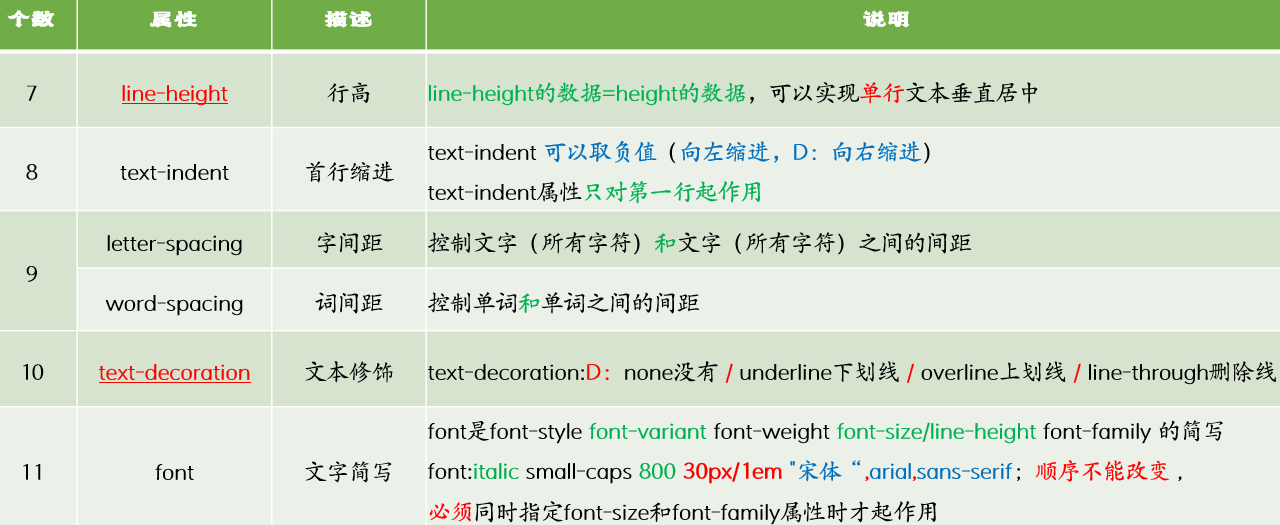 个数 属性 描述 说明
7 line-height 行高 line-height的数据=height的数据，可以实现单行文本垂直居中
8 text-indent 首行缩进 text-indent 可以取负值（向左缩进，D：向右缩进）
text-indent属性只对第一行起作用
9 letter-spacing 字间距 控制文字（所有字符）和文字（所有字符）之间的间距
word-spacing 词间距 控制单词和单词之间的间距
10 text-decoration 文本修饰 text-decoration:D：none没有 / underline下划线 / overline上划线 / line-through删除线
11 font 文字简写 font是font-style font-variant font-weight font-size/line-height font-family 的简写
font:italic small-caps 800 30px/1em "宋体“,arial,sans-serif；顺序不能改变 ，
必须同时指定font-size和font-family属性时才起作用